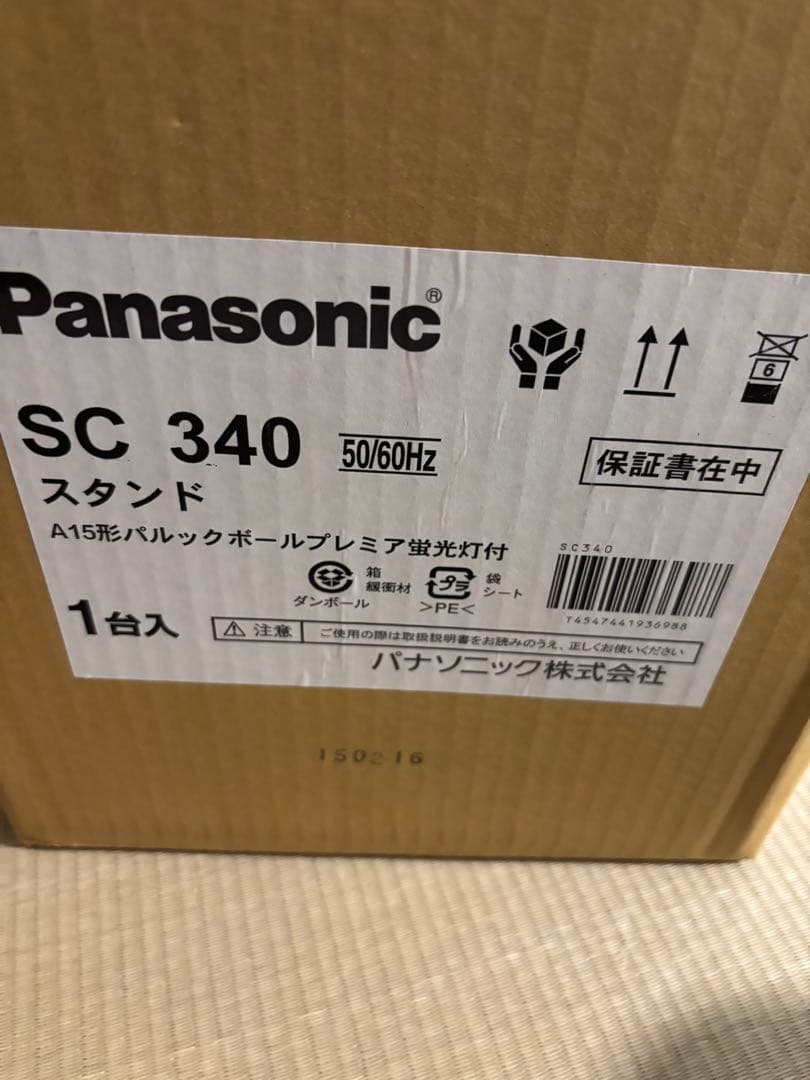 Panasonic®
SC 340 50/60Hz
6
保証書在中
スタンド
A15形パルックボールプレミア蛍光灯付
SC340
T4547441936988
箱
緩衝材
ダンボール
プラ
袋
シート
>PE<
1台入
注意 ご使用の際は取扱説明書をお読みのうえ、正しくお使いください
パナソニック株式会社
150216